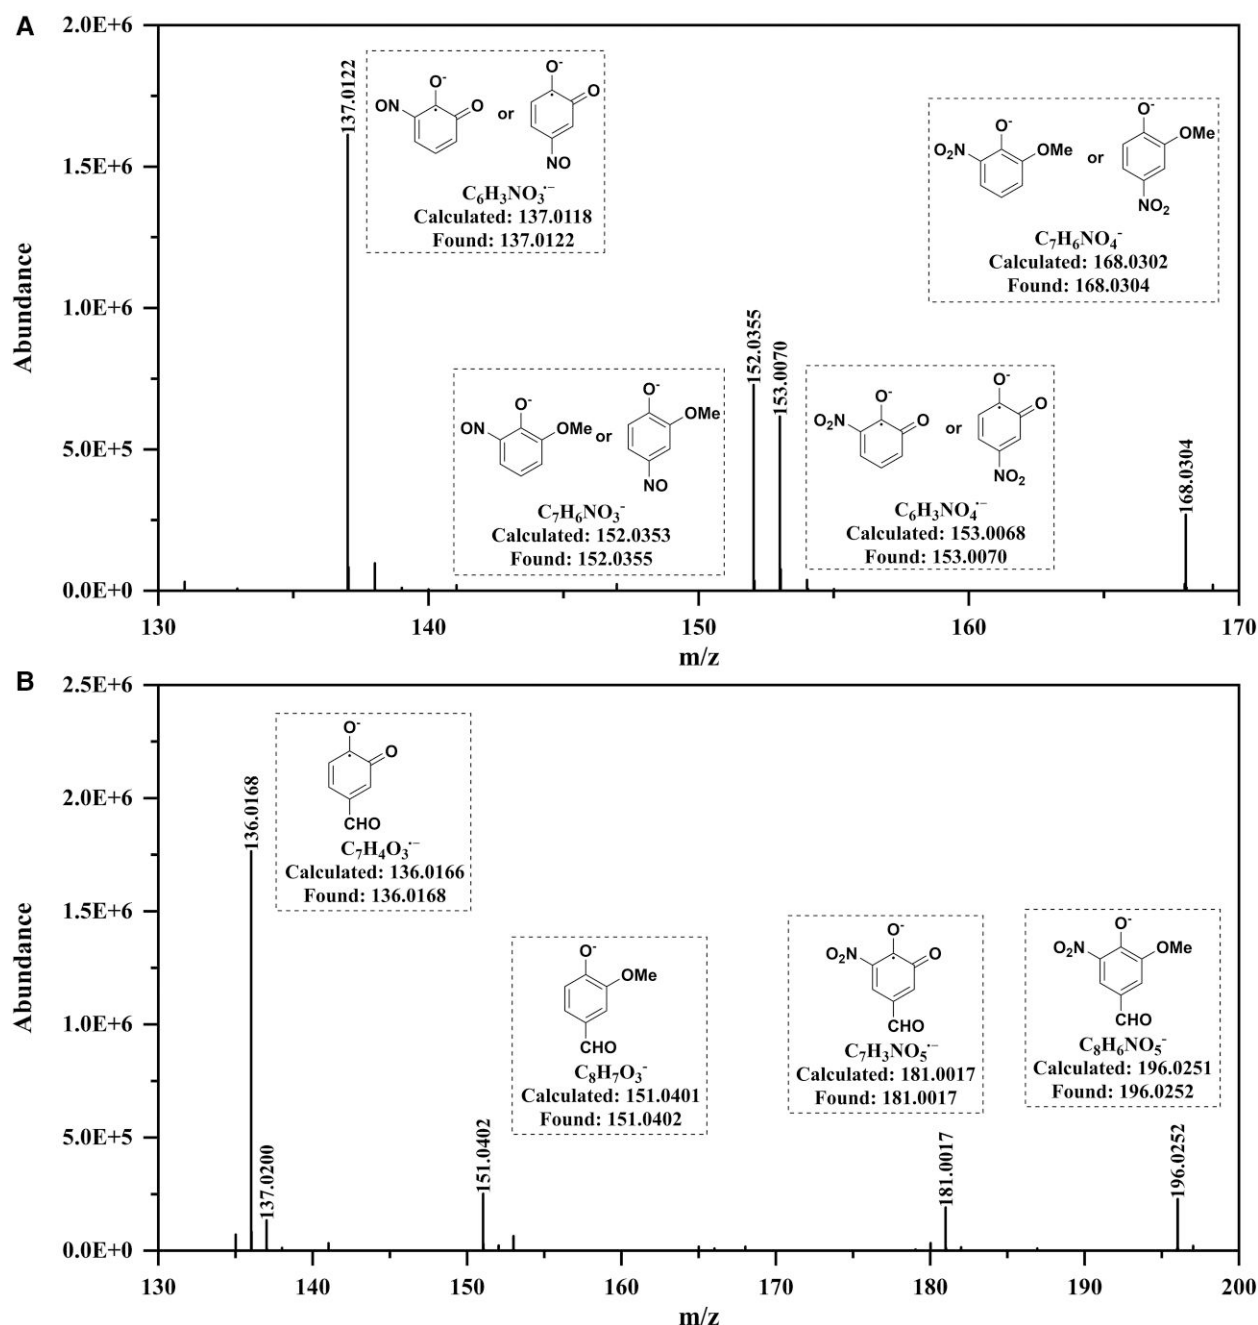 A
2.0E+6
1.5E+6
1.0E+6
5.0E+5
0.0E+0
Abundance
137.0122
O-
ON
O
or
O-
O
NO
C6H3NO3·−
Calculated: 137.0118
Found: 137.0122
O-
O2N
OMe
or
O-
OMe
NO2
C7H6NO4-
Calculated: 168.0302
Found: 168.0304
152.0355
153.0070
168.0304
O-
ON
OMe
or
O-
OMe
NO
C7H6NO3-
Calculated: 152.0353
Found: 152.0355
O-
O2N
O
or
O-
O
NO2
C6H3NO4·−
Calculated: 153.0068
Found: 153.0070
130
140
150
160
170
m/z
B
2.5E+6
2.0E+6
1.5E+6
1.0E+6
5.0E+5
0.0E+0
Abundance
136.0168
O-
O
CHO
C7H4O3·−
Calculated: 136.0166
Found: 136.0168
137.0200
151.0402
O-
OMe
CHO
C8H7O3-
Calculated: 151.0401
Found: 151.0402
O-
O2N
O
CHO
C7H3NO5·−
Calculated: 181.0017
Found: 181.0017
181.0017
O-
O2N
OMe
CHO
C8H6NO5-
Calculated: 196.0251
Found: 196.0252
196.0252
130
140
150
160
170
180
190
200
m/z